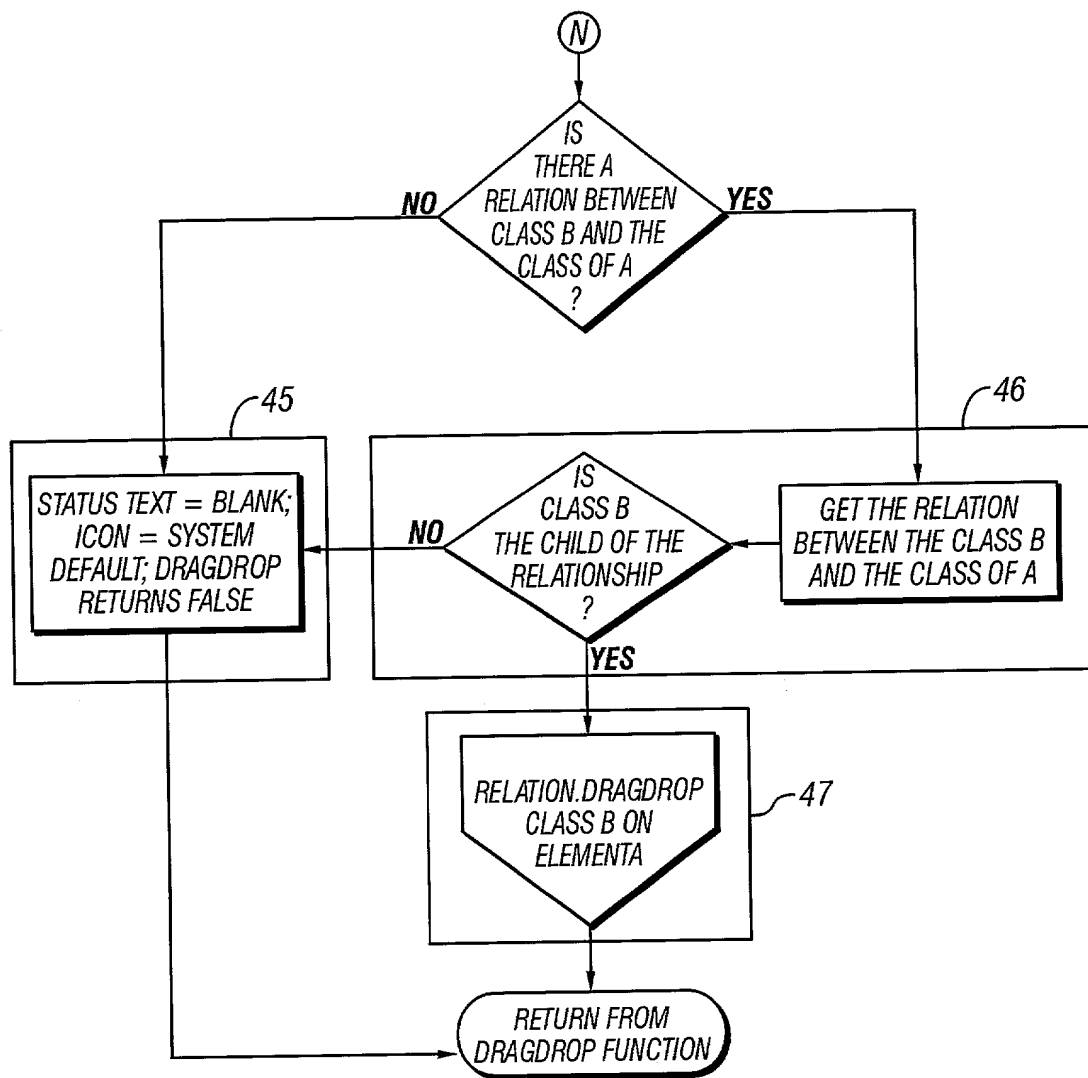 N
IS
THERE A
RELATION BETWEEN
CLASS B AND THE
CLASS OF A
?
NO
YES
45
46
STATUS TEXT = BLANK;
ICON = SYSTEM
DEFAULT; DRAGDROP
RETURNS FALSE
NO
IS
CLASS B
THE CHILD OF THE
RELATIONSHIP
?
GET THE RELATION
BETWEEN THE CLASS B
AND THE CLASS OF A
YES
RELATION.DRAGDROP
CLASS B ON
ELEMENTA
47
RETURN FROM
DRAGDROP FUNCTION